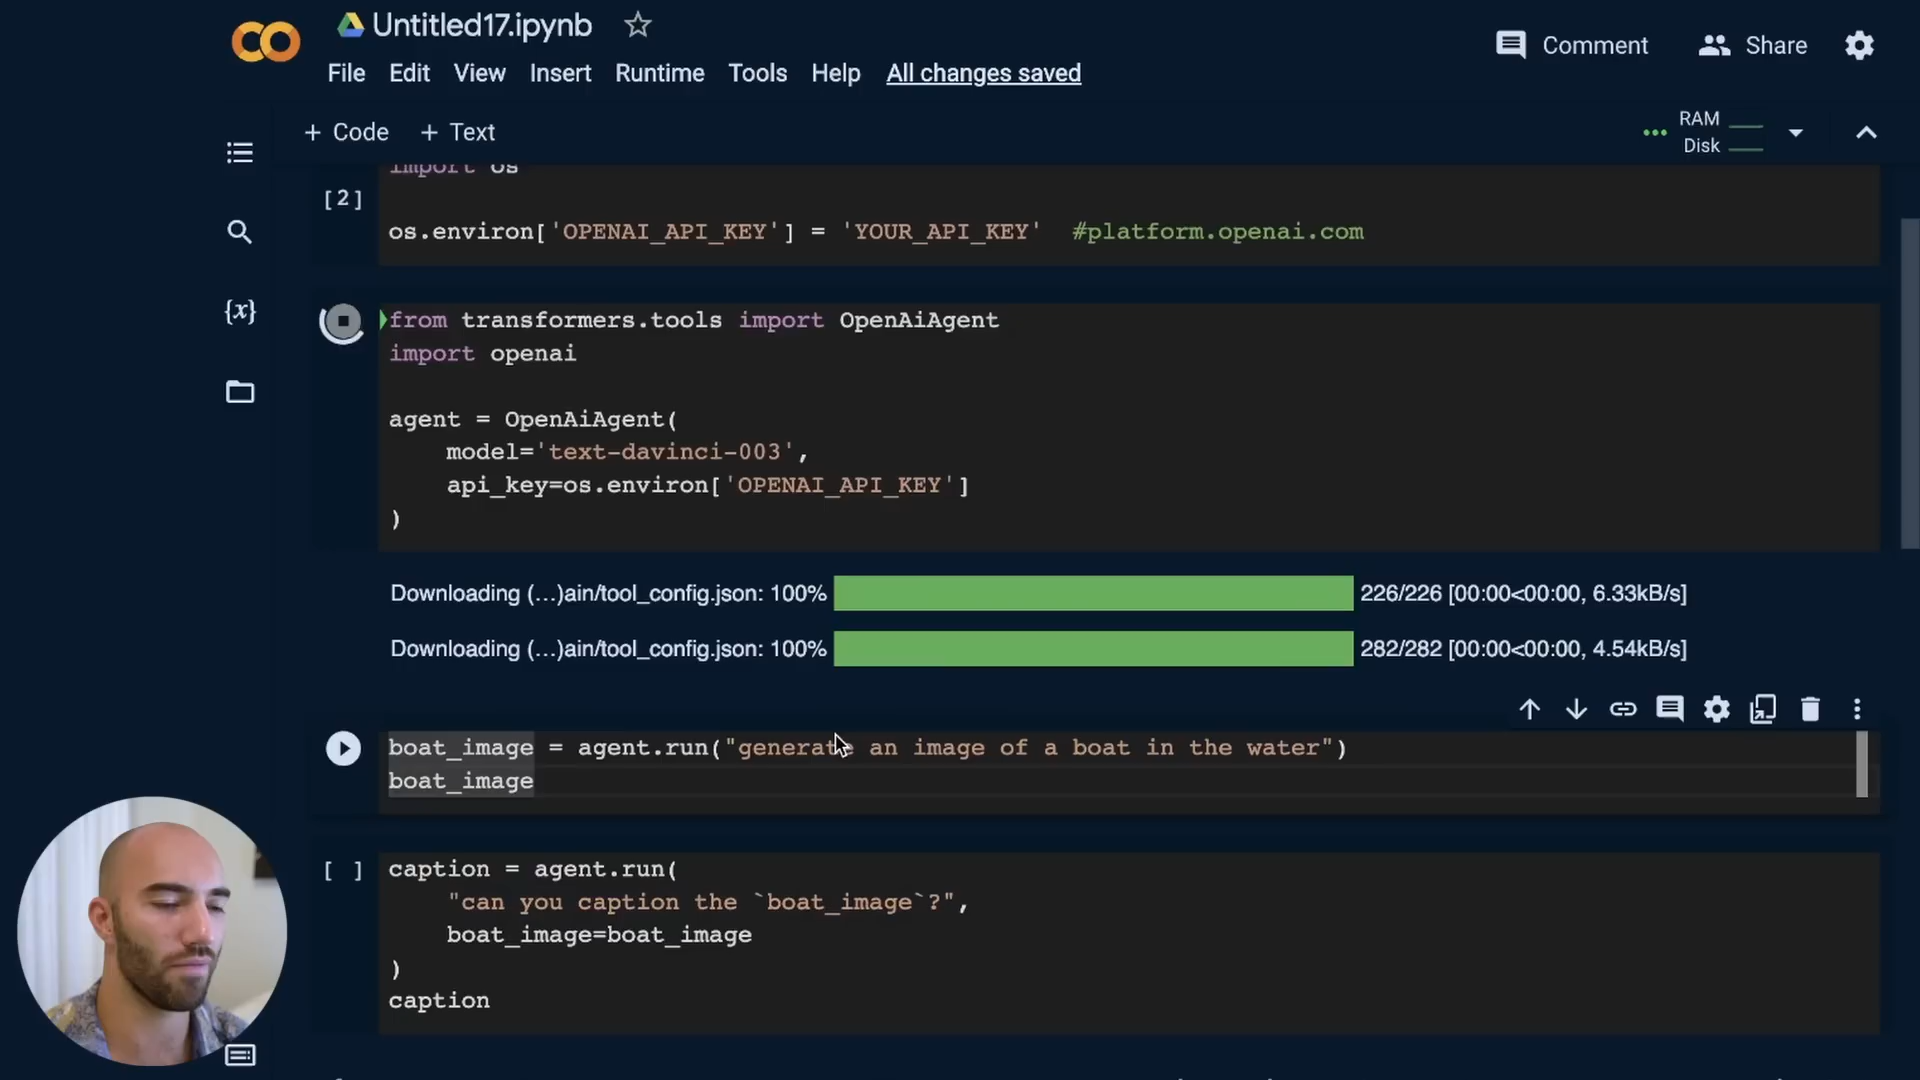 Untitled17.ipynb
Comment
Share
File Edit View Insert Runtime Tools Help All changes saved
+ Code + Text
RAM
Disk
import os
[2]
os.environ['OPENAI_API_KEY'] = 'YOUR_API_KEY' #platform.openai.com
{x}
from transformers.tools import OpenAiAgent
import openai
agent = OpenAiAgent(
model='text-davinci-003',
api_key=os.environ['OPENAI_API_KEY']
)
Downloading (…)ain/tool_config.json: 100% 226/226 [00:00<00:00, 6.33kB/s]
Downloading (…)ain/tool_config.json: 100% 282/282 [00:00<00:00, 4.54kB/s]
boat_image = agent.run("generate an image of a boat in the water")
boat_image
[ ] caption = agent.run(
"can you caption the `boat_image`?",
boat_image=boat_image
)
caption